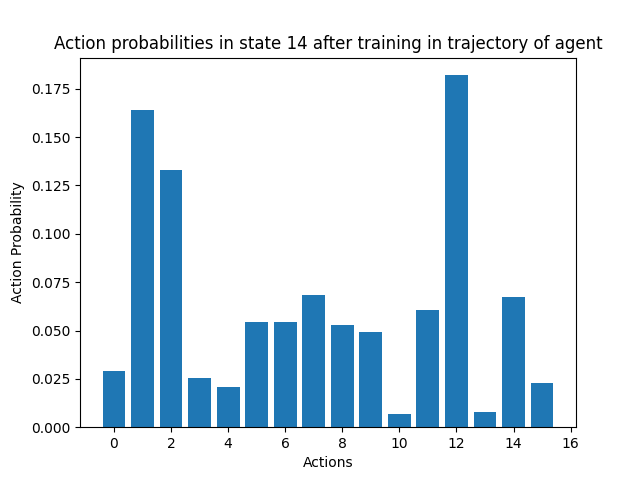 Action probabilities in state 14 after training in trajectory of agent
0.175
0.150
0.125
0.100
0.075
0.050
0.025
0.000
Action Probability
0 2 4 6 8 10 12 14 16
Actions